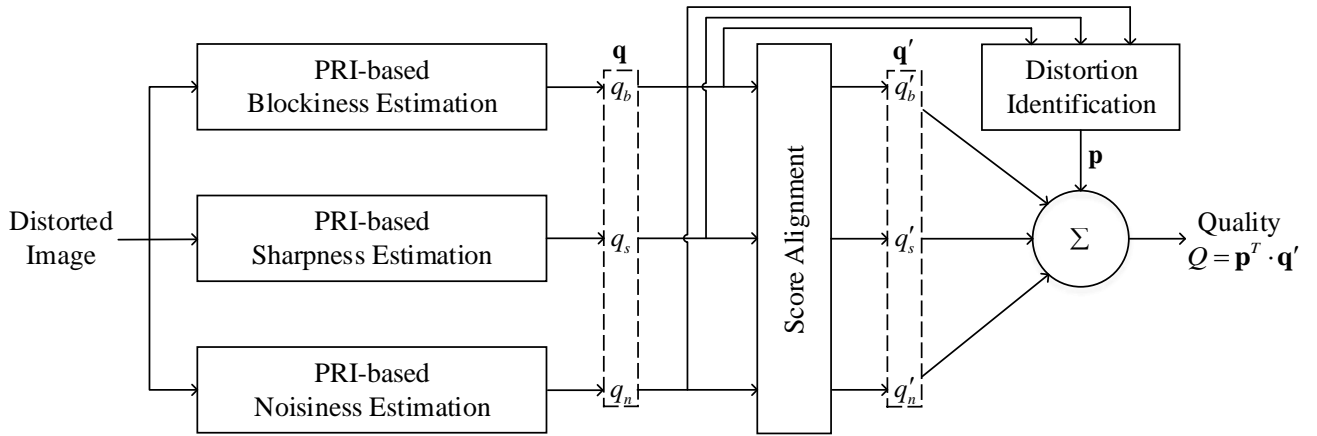 Distorted
Image
PRI-based
Blockiness Estimation
PRI-based
Sharpness Estimation
PRI-based
Noisiness Estimation
q
q_b
q_s
q_n
Score Alignment
q′
q′_b
q′_s
q′_n
Distortion
Identification
p
Σ
Quality
Q = p^T · q′